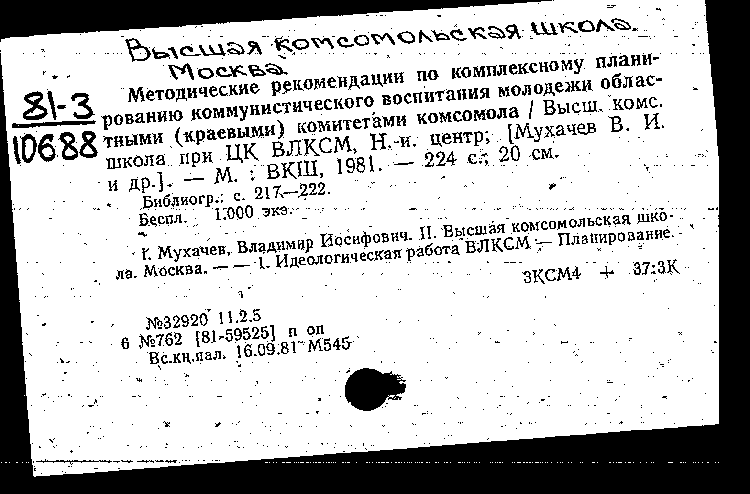 Высшая комсомольская школа.
Москва.
81-3
10688
Методические рекомендации по комплексному плани-
рованию коммунистического воспитания молодежи облас-
тными (краевыми) комитетами комсомола / Высш. комс.
школа при ЦК ВЛКСМ, Н.-и. центр; [Мухачев В. И.
и др.]. — М. : ВКШ, 1981. — 224 с.; 20 см.
Библиогр.: с. 217—222.
Беспл. 1.000 экз.
I. Мухачев, Владимир Иосифович. II. Высшая комсомольская шко-
ла. Москва. — — 1. Идеологическая работа ВЛКСМ — Планирование.
3КСМ4 + 37:3К
№32920 11.2.5
6 №762 [81-59525] п оп
Вс.кн.пал. 16.09.81 М545